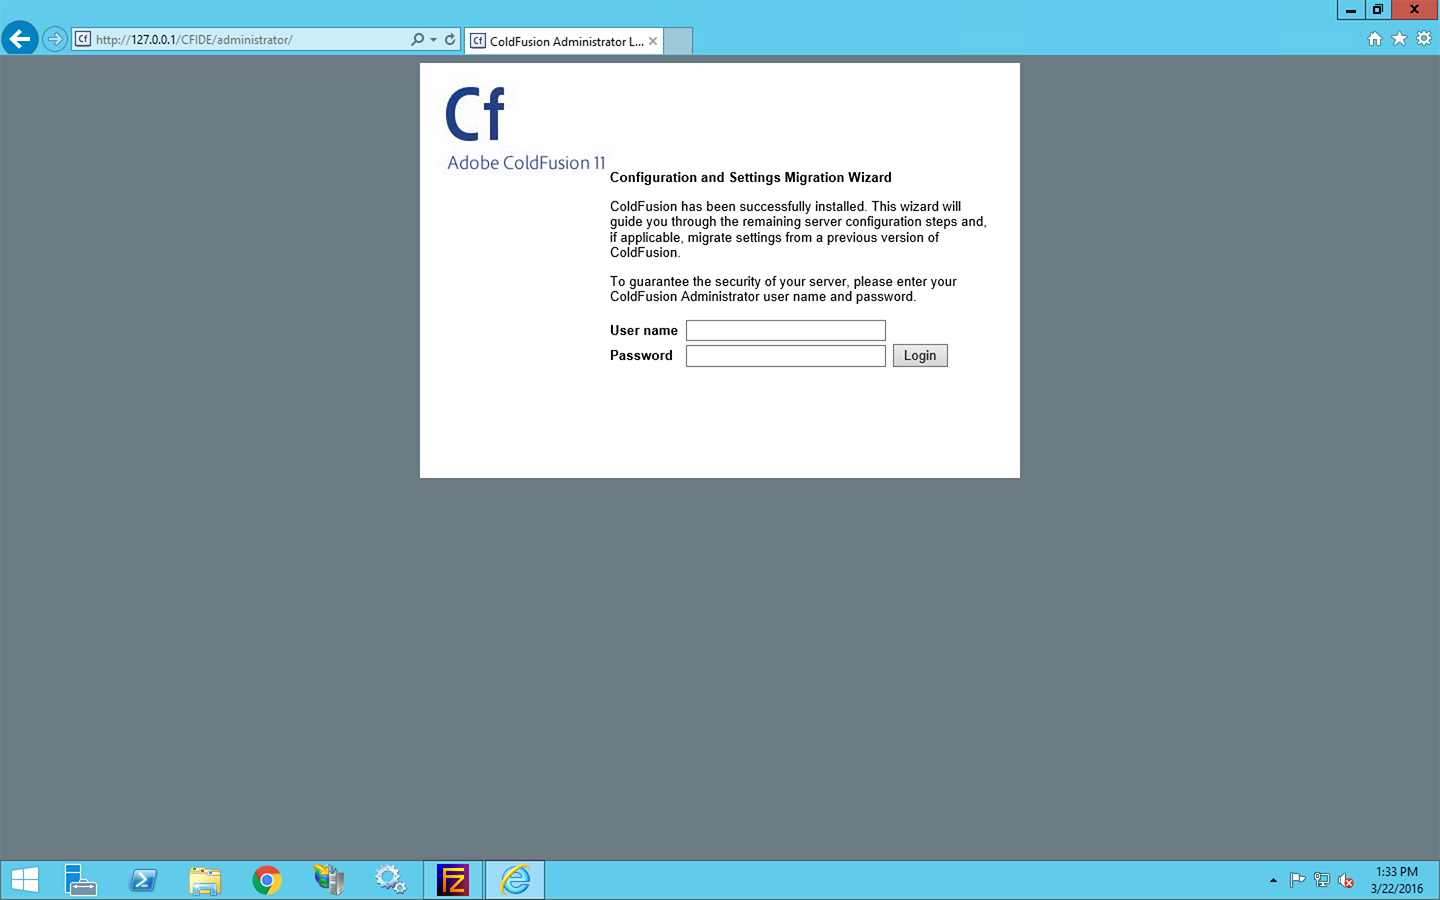 http://127.0.0.1/CFIDE/administrator/
Cf
Cf
ColdFusion Administrator L...
Cf
Adobe ColdFusion 11
Configuration and Settings Migration Wizard
ColdFusion has been successfully installed. This wizard will
guide you through the remaining server configuration steps and,
if applicable, migrate settings from a previous version of
ColdFusion.
To guarantee the security of your server, please enter your
ColdFusion Administrator user name and password.
User name
Password
Login
FZ
1:33 PM
3/22/2016